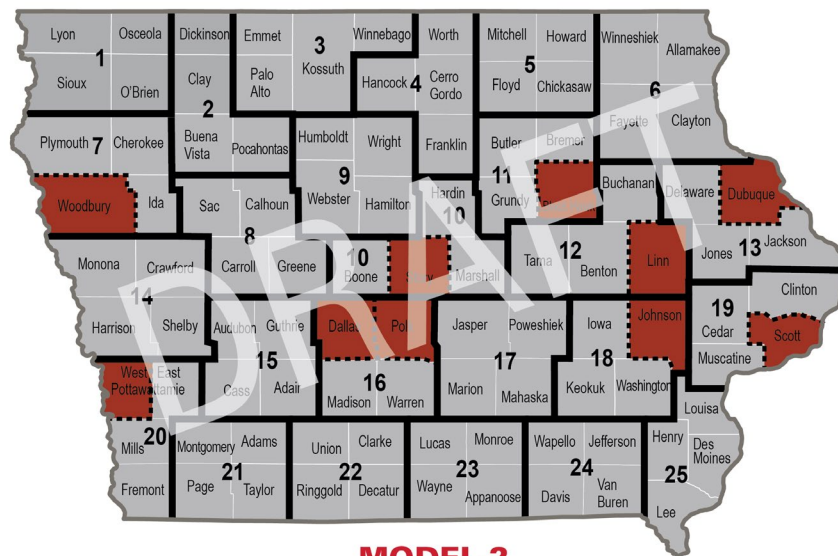 Lyon
Osceola
1
Sioux
O'Brien
Dickinson
Clay
2
Buena
Vista
Pocahontas
Emmet
3
Winnebago
Palo
Alto
Kossuth
Worth
Hancock
4
Cerro
Gordo
Franklin
Mitchell
Howard
5
Floyd
Chickasaw
Winneshiek
Allamakee
6
Fayette
Clayton
Plymouth
7
Cherokee
Woodbury
Ida
Humboldt
Wright
9
Webster
Hamilton
Butler
Bremer
11
Grundy
Hardin
10
Buchanan
Delaware
Dubuque
Sac
Calhoun
8
Carroll
Greene
10
Boone
Story
Marshall
Tama
12
Benton
Linn
Jones
13
Jackson
Monona
Crawford
14
Harrison
Shelby
Audubon
Guthrie
15
Cass
Adair
Dallas
Polk
16
Madison
Warren
Jasper
Poweshiek
17
Marion
Mahaska
Iowa
Johnson
18
Keokuk
Washington
Clinton
19
Cedar
Scott
Muscatine
West
East
Pottawattamie
20
Mills
Fremont
Montgomery
Adams
21
Page
Taylor
Union
Clarke
22
Ringgold
Decatur
Lucas
Monroe
23
Wayne
Appanoose
Wapello
Jefferson
24
Davis
Van
Buren
Louisa
Henry
Des
Moines
25
Lee
DRAFT
MODEL